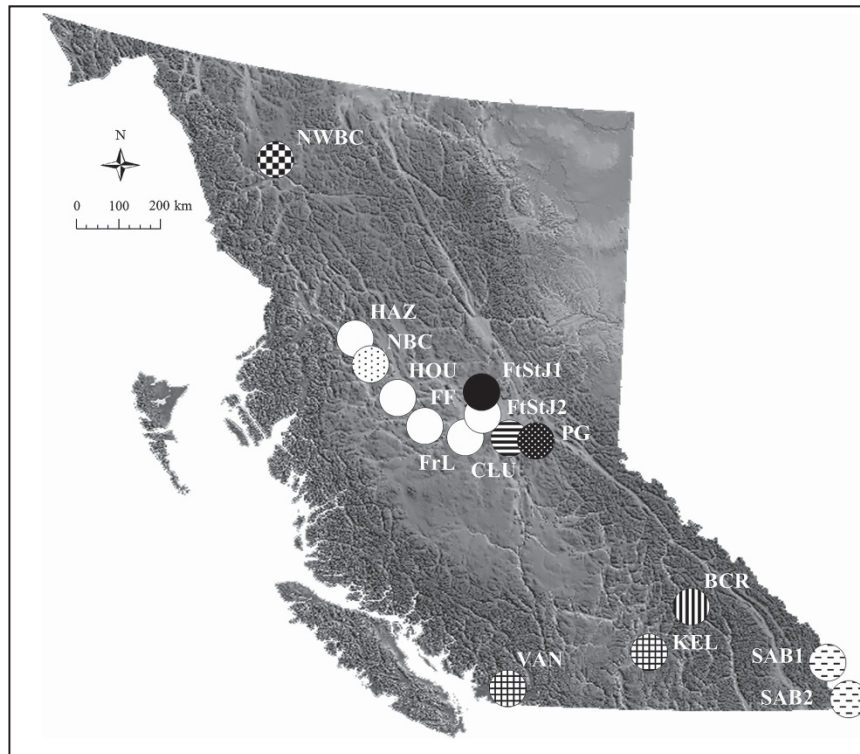 NWBC
N
0 100 200 km
HAZ
NBC
HOU
FtStJ1
FF
FtStJ2
PG
FrL
CLU
BCR
KEL
VAN
SAB1
SAB2